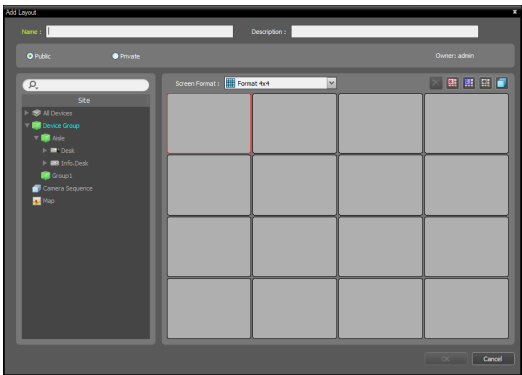 Add Layout
x
Name :
Description :
Public
Private
Owner: admin
Screen Format :
Format 4x4
Site
All Devices
Device Group
Aisle
Desk
Info.Desk
Group1
Camera Sequence
Map
OK
Cancel